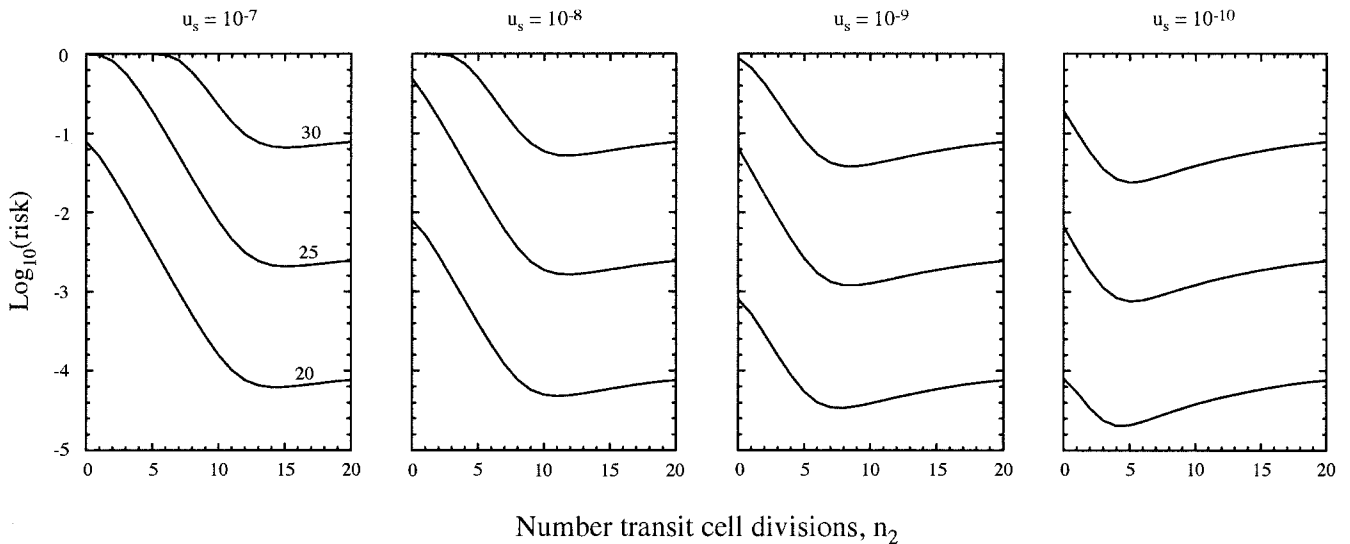 u_s = 10^-7 u_s = 10^-8 u_s = 10^-9 u_s = 10^-10
Log_10(risk)
0
-1
-2
-3
-4
-5
30
25
20
0 5 10 15 20 0 5 10 15 20 0 5 10 15 20 0 5 10 15 20
Number transit cell divisions, n_2